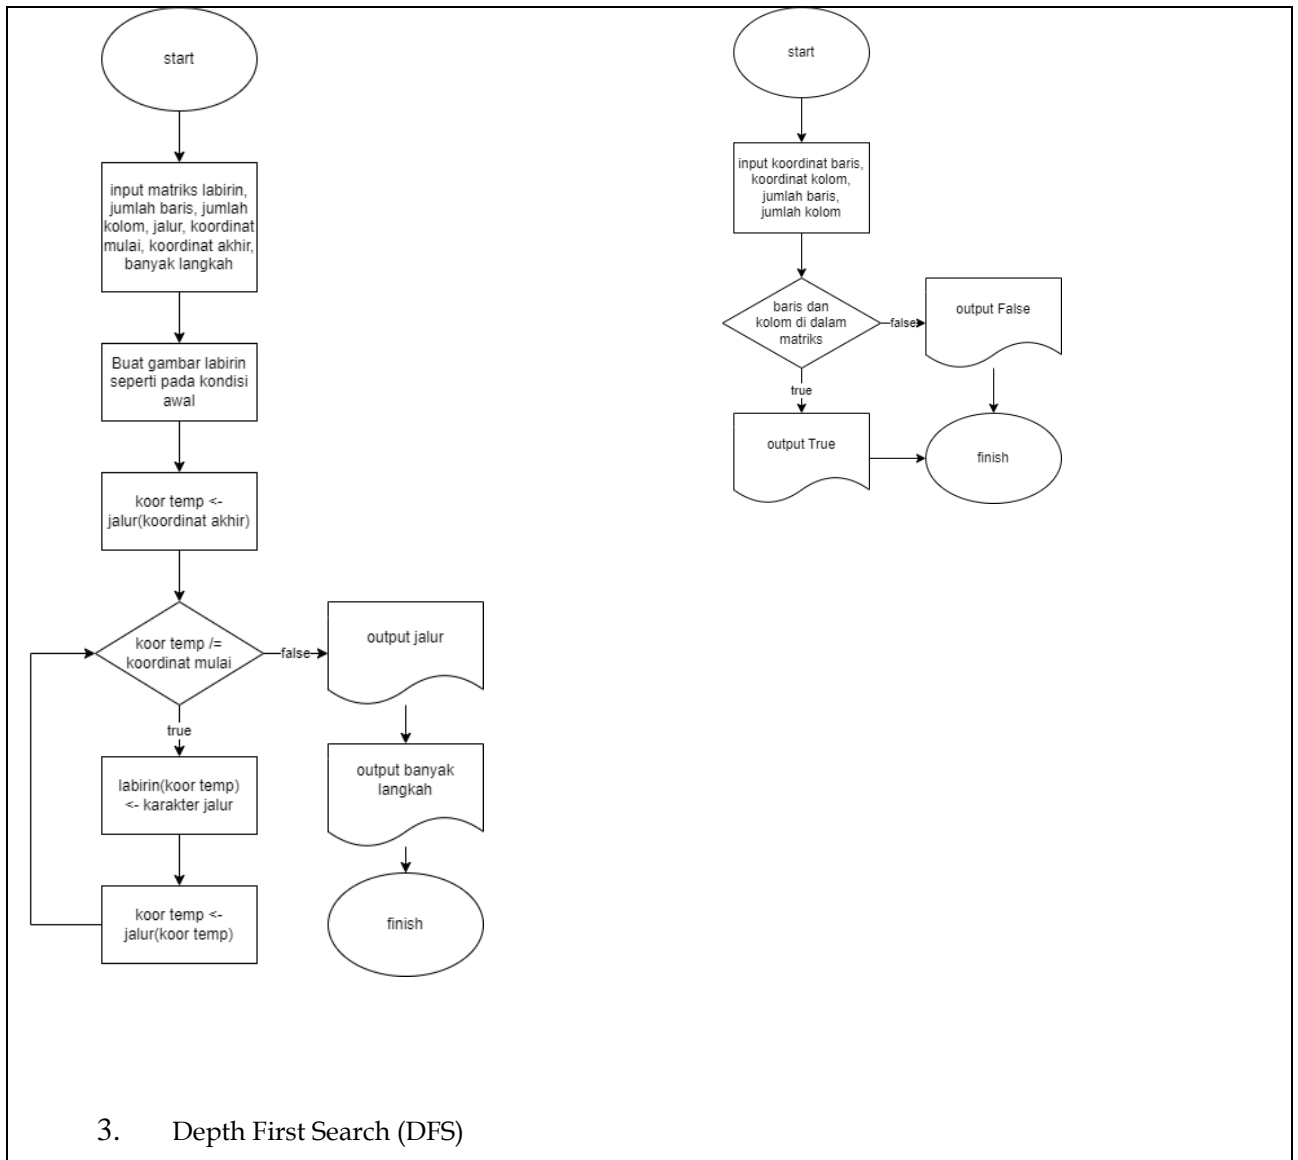 start
input matriks labirin,
jumlah baris, jumlah
kolom, jalur, koordinat
mulai, koordinat akhir,
banyak langkah
Buat gambar labirin
seperti pada kondisi
awal
koor temp <-
jalur(koordinat akhir)
koor temp /=
koordinat mulai
false
output jalur
true
output banyak
langkah
labirin(koor temp)
<- karakter jalur
koor temp <-
jalur(koor temp)
finish
start
input koordinat baris,
koordinat kolom,
jumlah baris,
jumlah kolom
baris dan
kolom di dalam
matriks
false
output False
true
output True
finish
3. Depth First Search (DFS)